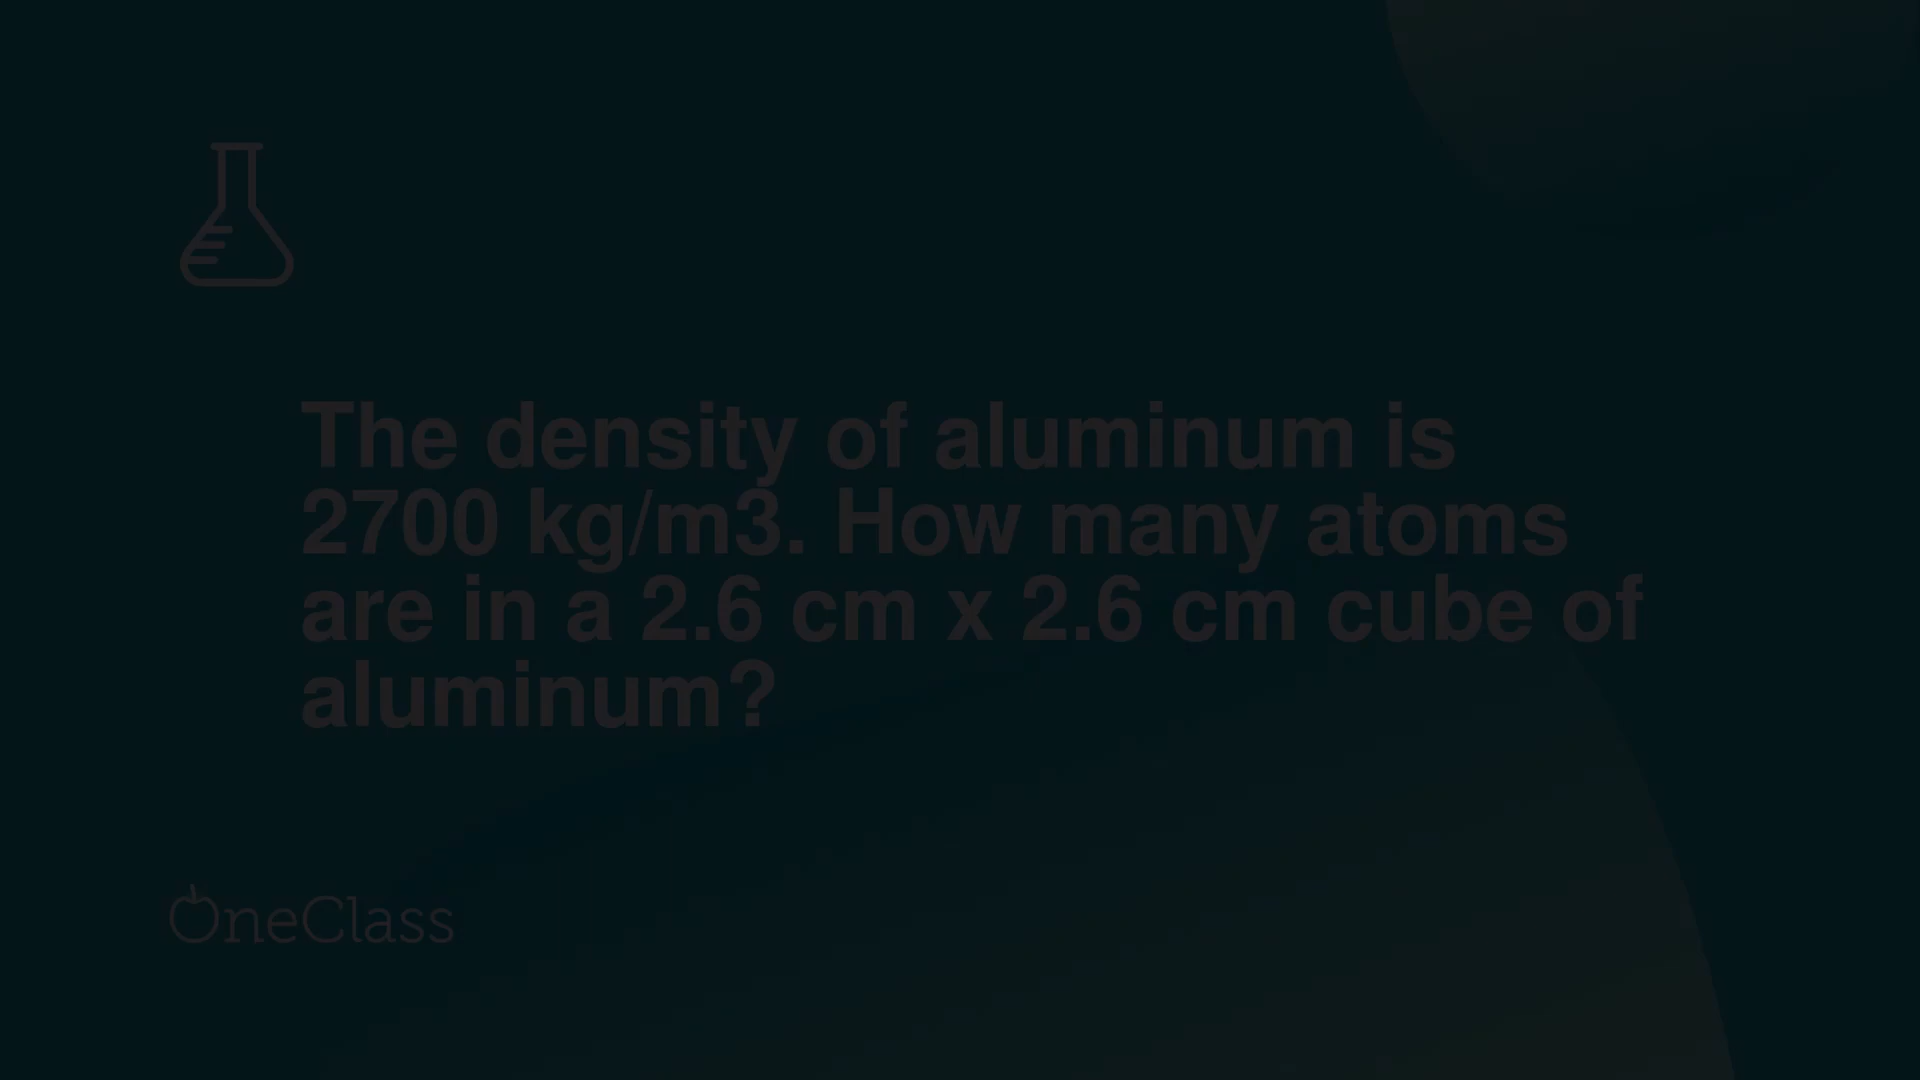 The density of aluminum is
2700 kg/m3. How many atoms
are in a 2.6 cm x 2.6 cm cube of
aluminum?
OneClass